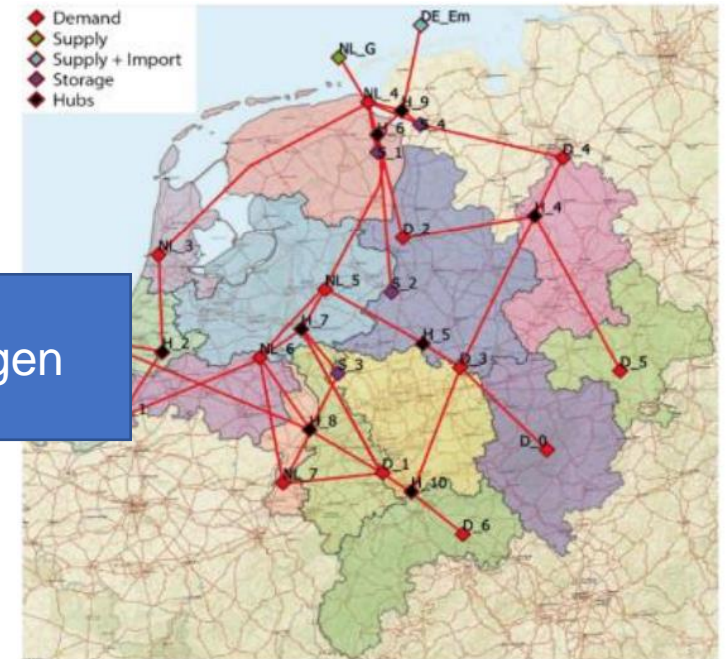 Demand
Supply
Supply + Import
Storage
Hubs
DE_Em
NL_G
NL_4
H_9
S_4
H_6
S_1
D_4
H_4
D_2
NL_3
NL_5
S_2
H_7
H_5
H_2
NL_6
S_3
D_3
D_5
gen
H_8
D_0
D_1
NL_7
H_10
D_6